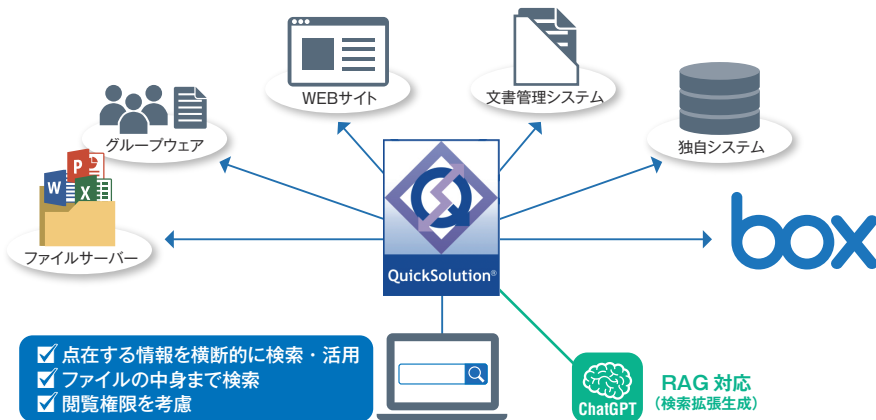 WEBサイト
文書管理システム
グループウェア
独自システム
P
W
X
ファイルサーバー
box
QuickSolution®
点在する情報を横断的に検索・活用
ファイルの中身まで検索
閲覧権限を考慮
ChatGPT
RAG 対応
(検索拡張生成)